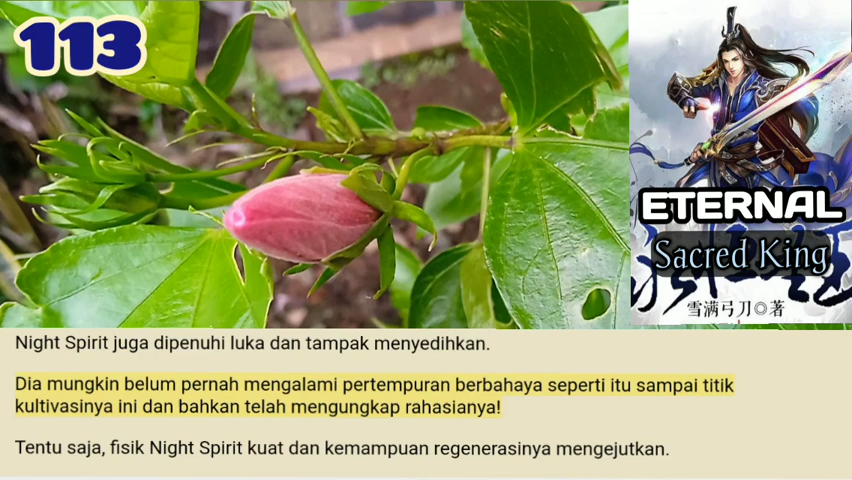 113
ETERNAL
Sacred King
雪满弓刀◎著
Night Spirit juga dipenuhi luka dan tampak menyedihkan.
Dia mungkin belum pernah mengalami pertempuran berbahaya seperti itu sampai titik
kultivasinya ini dan bahkan telah mengungkap rahasianya!
Tentu saja, fisik Night Spirit kuat dan kemampuan regenerasinya mengejutkan.